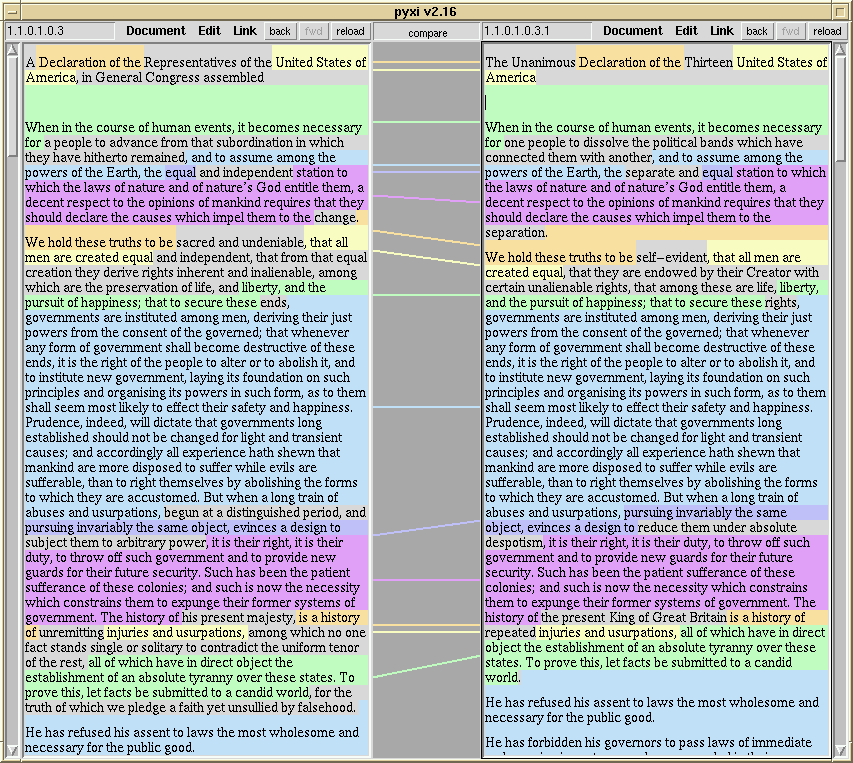 pyxi v2.16
1.1.0.1.0.3 Document Edit Link back fwd reload
compare
1.1.0.1.0.3.1 Document Edit Link back fwd reload
A Declaration of the Representatives of the United States of
America, in General Congress assembled
When in the course of human events, it becomes necessary
for a people to advance from that subordination in which
they have hitherto remained, and to assume among the
powers of the Earth, the equal and independent station to
which the laws of nature and of nature's God entitle them, a
decent respect to the opinions of mankind requires that they
should declare the causes which impel them to the change.
We hold these truths to be sacred and undeniable, that all
men are created equal and independent, that from that equal
creation they derive rights inherent and inalienable, among
which are the preservation of life, and liberty, and the
pursuit of happiness; that to secure these ends,
governments are instituted among men, deriving their just
powers from the consent of the governed; that whenever
any form of government shall become destructive of these
ends, it is the right of the people to alter or to abolish it, and
to institute new government, laying its foundation on such
principles and organising its powers in such form, as to them
shall seem most likely to effect their safety and happiness.
Prudence, indeed, will dictate that governments long
established should not be changed for light and transient
causes; and accordingly all experience hath shewn that
mankind are more disposed to suffer while evils are
sufferable, than to right themselves by abolishing the forms
to which they are accustomed. But when a long train of
abuses and usurpations, begun at a distinguished period, and
pursuing invariably the same object, evinces a design to
subject them to arbitrary power, it is their right, it is their
duty, to throw off such government and to provide new
guards for their future security. Such has been the patient
sufferance of these colonies; and such is now the necessity
which constrains them to expunge their former systems of
government. The history of his present majesty, is a history
of unremitting injuries and usurpations, among which no one
fact stands single or solitary to contradict the uniform tenor
of the rest, all of which have in direct object the
establishment of an absolute tyranny over these states. To
prove this, let facts be submitted to a candid world, for the
truth of which we pledge a faith yet unsullied by falsehood.
He has refused his assent to laws the most wholesome and
necessary for the public good.
The Unanimous Declaration of the Thirteen United States of
America
When in the course of human events, it becomes necessary
for one people to dissolve the political bands which have
connected them with another, and to assume among the
powers of the Earth, the separate and equal station to which
the laws of nature and of nature's God entitle them, a
decent respect to the opinions of mankind requires that they
should declare the causes which impel them to the
separation.
We hold these truths to be self-evident, that all men are
created equal, that they are endowed by their Creator with
certain unalienable rights, that among these are life, liberty,
and the pursuit of happiness; that to secure these rights,
governments are instituted among men, deriving their just
powers from the consent of the governed; that whenever
any form of government shall become destructive of these
ends, it is the right of the people to alter or to abolish it, and
to institute new government, laying its foundation on such
principles and organising its powers in such form, as to them
shall seem most likely to effect their safety and happiness.
Prudence, indeed, will dictate that governments long
established should not be changed for light and transient
causes; and accordingly all experience hath shewn that
mankind are more disposed to suffer while evils are
sufferable, than to right themselves by abolishing the forms
to which they are accustomed. But when a long train of
abuses and usurpations, pursuing invariably the same
object, evinces a design to reduce them under absolute
despotism, it is their right, it is their duty, to throw off such
government and to provide new guards for their future
security. Such has been the patient sufferance of these
colonies; and such is now the necessity which constrains
them to expunge their former systems of government. The
history of the present King of Great Britain is a history of
repeated injuries and usurpations, all of which have in direct
object the establishment of an absolute tyranny over these
states. To prove this, let facts be submitted to a candid
world.
He has refused his assent to laws the most wholesome and
necessary for the public good.
He has forbidden his governors to pass laws of immediate